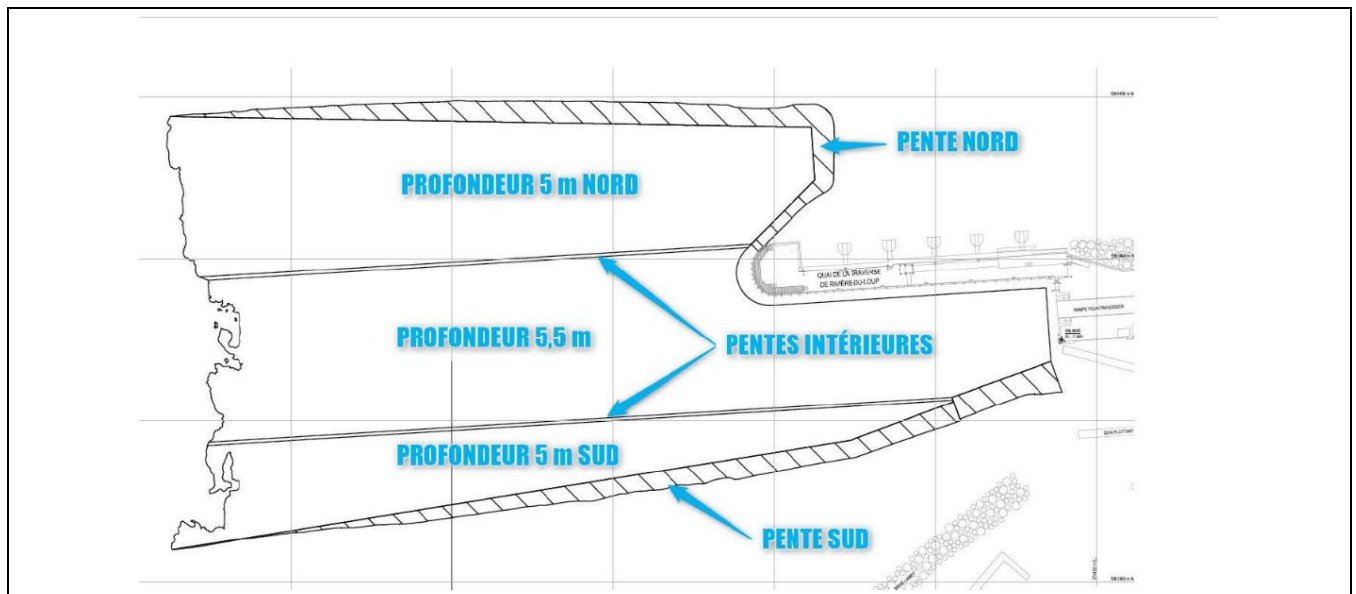 PENTE NORD
PROFONDEUR 5 m NORD
QUAI DE LA TRAVERSE
DE RIVIÈRE-DU-LOUP
PROFONDEUR 5,5 m
PENTES INTÉRIEURES
PROFONDEUR 5 m SUD
PENTE SUD